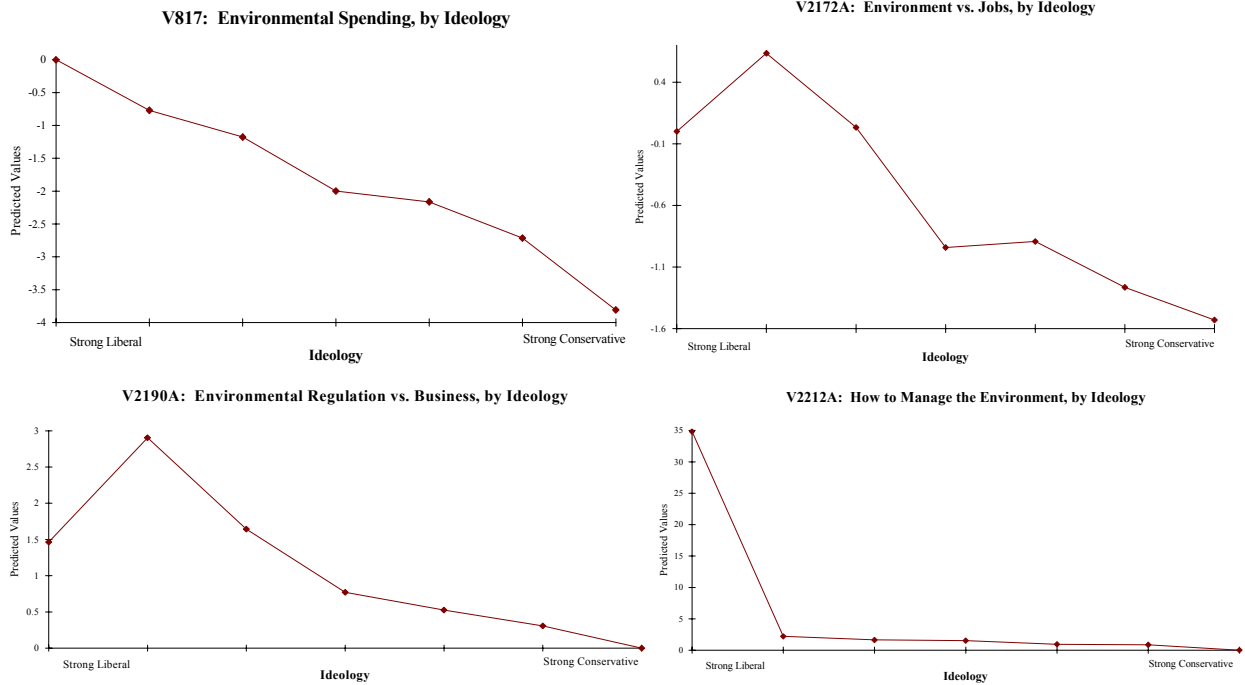 V817: Environmental Spending, by Ideology
0
-0.5
-1
-1.5
-2
-2.5
-3
-3.5
-4
Predicted Values
Strong Liberal
Strong Conservative
Ideology
V2172A: Environment vs. Jobs, by Ideology
0.4
-0.1
-0.6
-1.1
-1.6
Predicted Values
Strong Liberal
Strong Conservative
Ideology
V2190A: Environmental Regulation vs. Business, by Ideology
3
2.5
2
1.5
1
0.5
0
Predicted Values
Strong Liberal
Strong Conservative
Ideology
V2212A: How to Manage the Environment, by Ideology
35
30
25
20
15
10
5
0
Predicted Values
Strong Liberal
Strong Conservative
Ideology